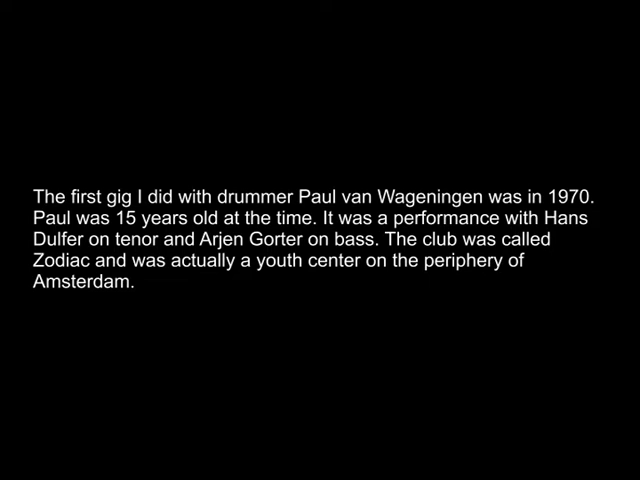 The first gig I did with drummer Paul van Wageningen was in 1970.
Paul was 15 years old at the time. It was a performance with Hans
Dulfer on tenor and Arjen Gorter on bass. The club was called
Zodiac and was actually a youth center on the periphery of
Amsterdam.